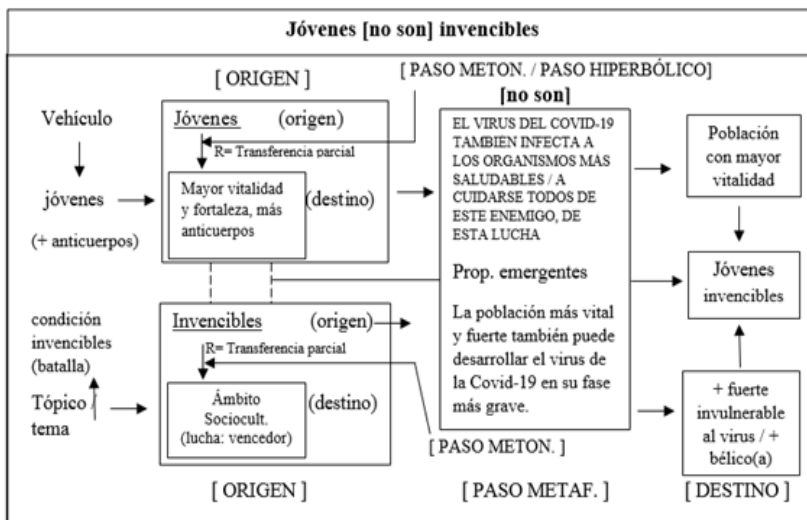 Jóvenes [no son] invencibles
[ ORIGEN ]
[ PASO METON. / PASO HIPERBÓLICO]
[no son]
Vehículo
jóvenes
(+ anticuerpos)
Jóvenes (origen)
R= Transferencia parcial
Mayor vitalidad
y fortaleza, más
anticuerpos
(destino)
EL VIRUS DEL COVID-19
TAMBIÉN INFECTA A
LOS ORGANISMOS MÁS
SALUDABLES / A
CUIDARSE TODOS DE
ESTE ENEMIGO, DE
ESTA LUCHA
Prop. emergentes
La población más vital
y fuerte también puede
desarrollar el virus de
la Covid-19 en su fase
más grave.
Población
con mayor
vitalidad
Jóvenes
invencibles
+ fuerte
invulnerable
al virus / +
bélico(a)
condición
invencibles
(batalla)
Tópico /
tema
Invencibles (origen)
R= Transferencia parcial
Ámbito
Sociocult.
(lucha: vencedor)
(destino)
[ PASO METON. ]
[ ORIGEN ]
[ PASO METAF. ]
[ DESTINO ]